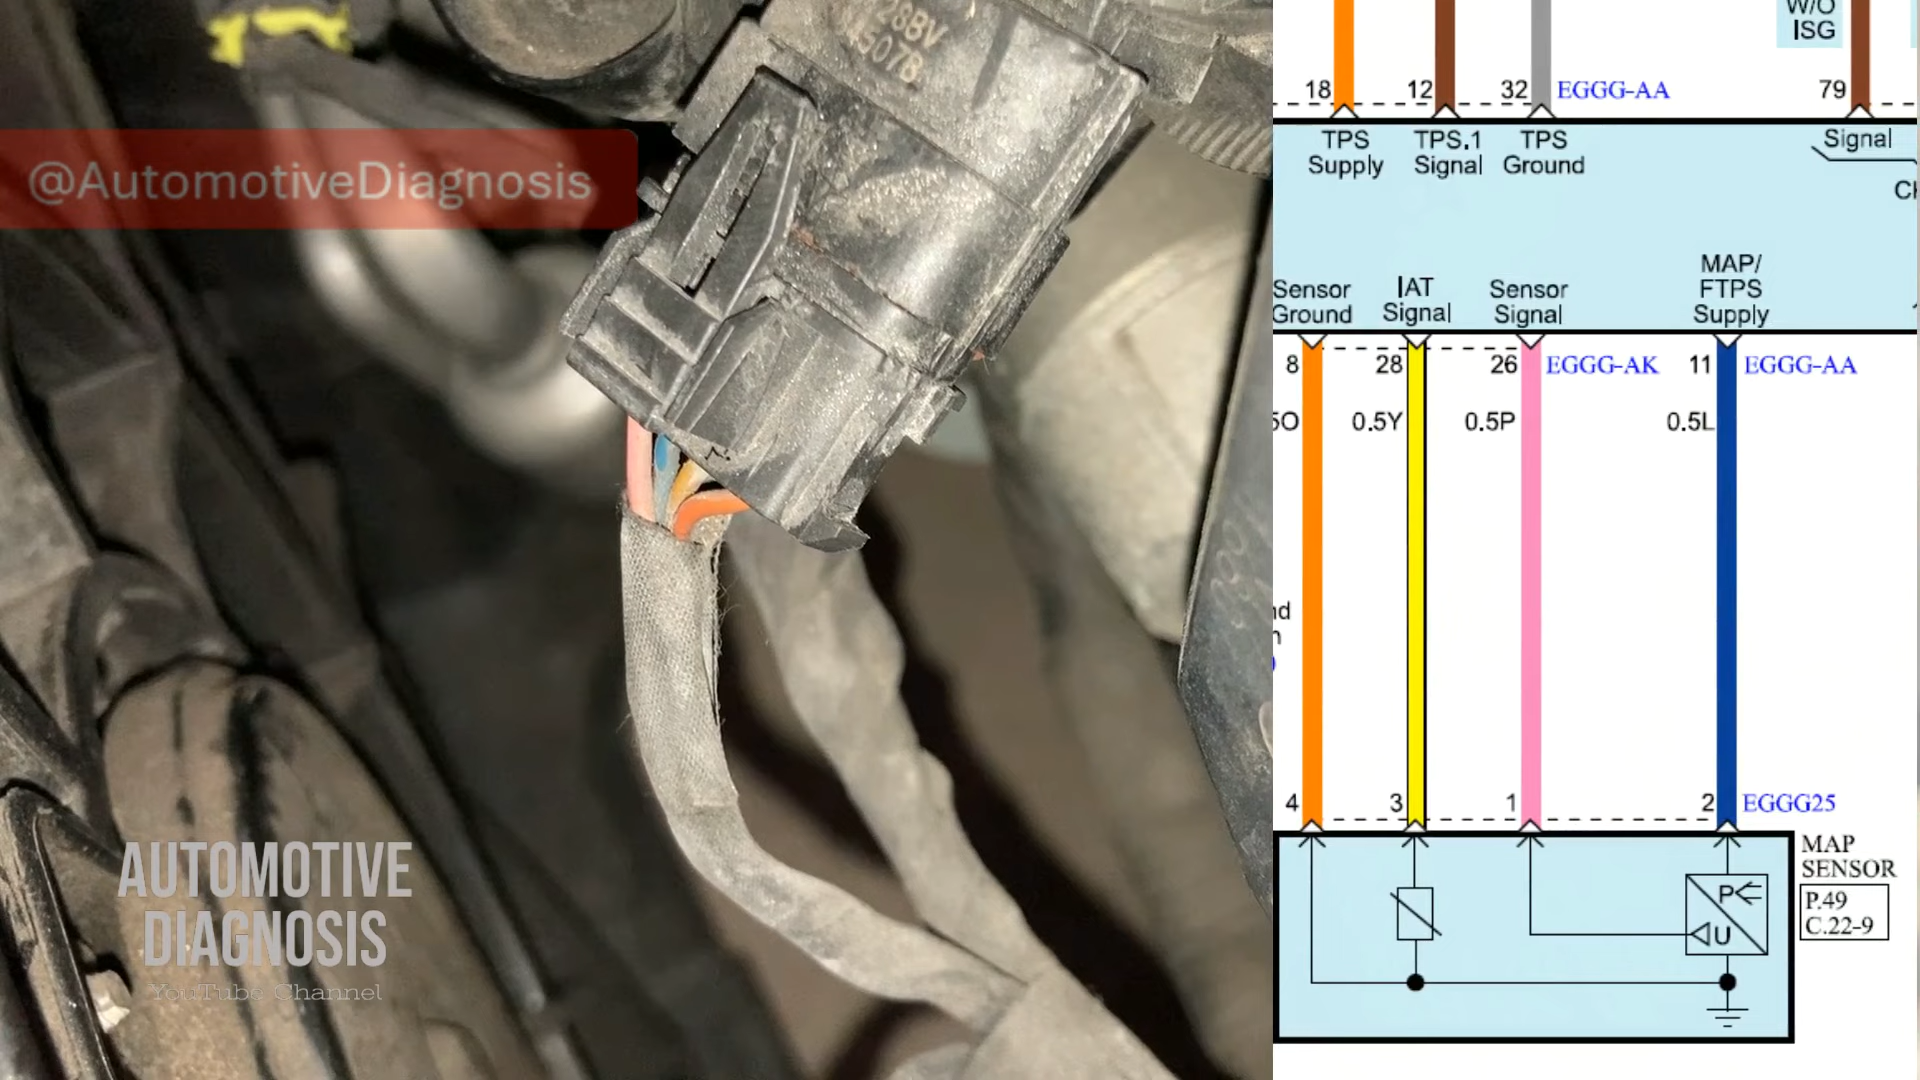 @AutomotiveDiagnosis
AUTOMOTIVE
DIAGNOSIS
YouTube Channel
W/O
ISG
18
12
32
EGGG-AA
79
TPS
Supply
TPS.1
Signal
TPS
Ground
Signal
Sensor
Ground
IAT
Signal
Sensor
Signal
MAP/
FTPS
Supply
8
28
26
EGGG-AK
11
EGGG-AA
0.5Y
0.5P
0.5L
4
3
1
2
EGGG25
MAP
SENSOR
P.49
C.22-9
P
U